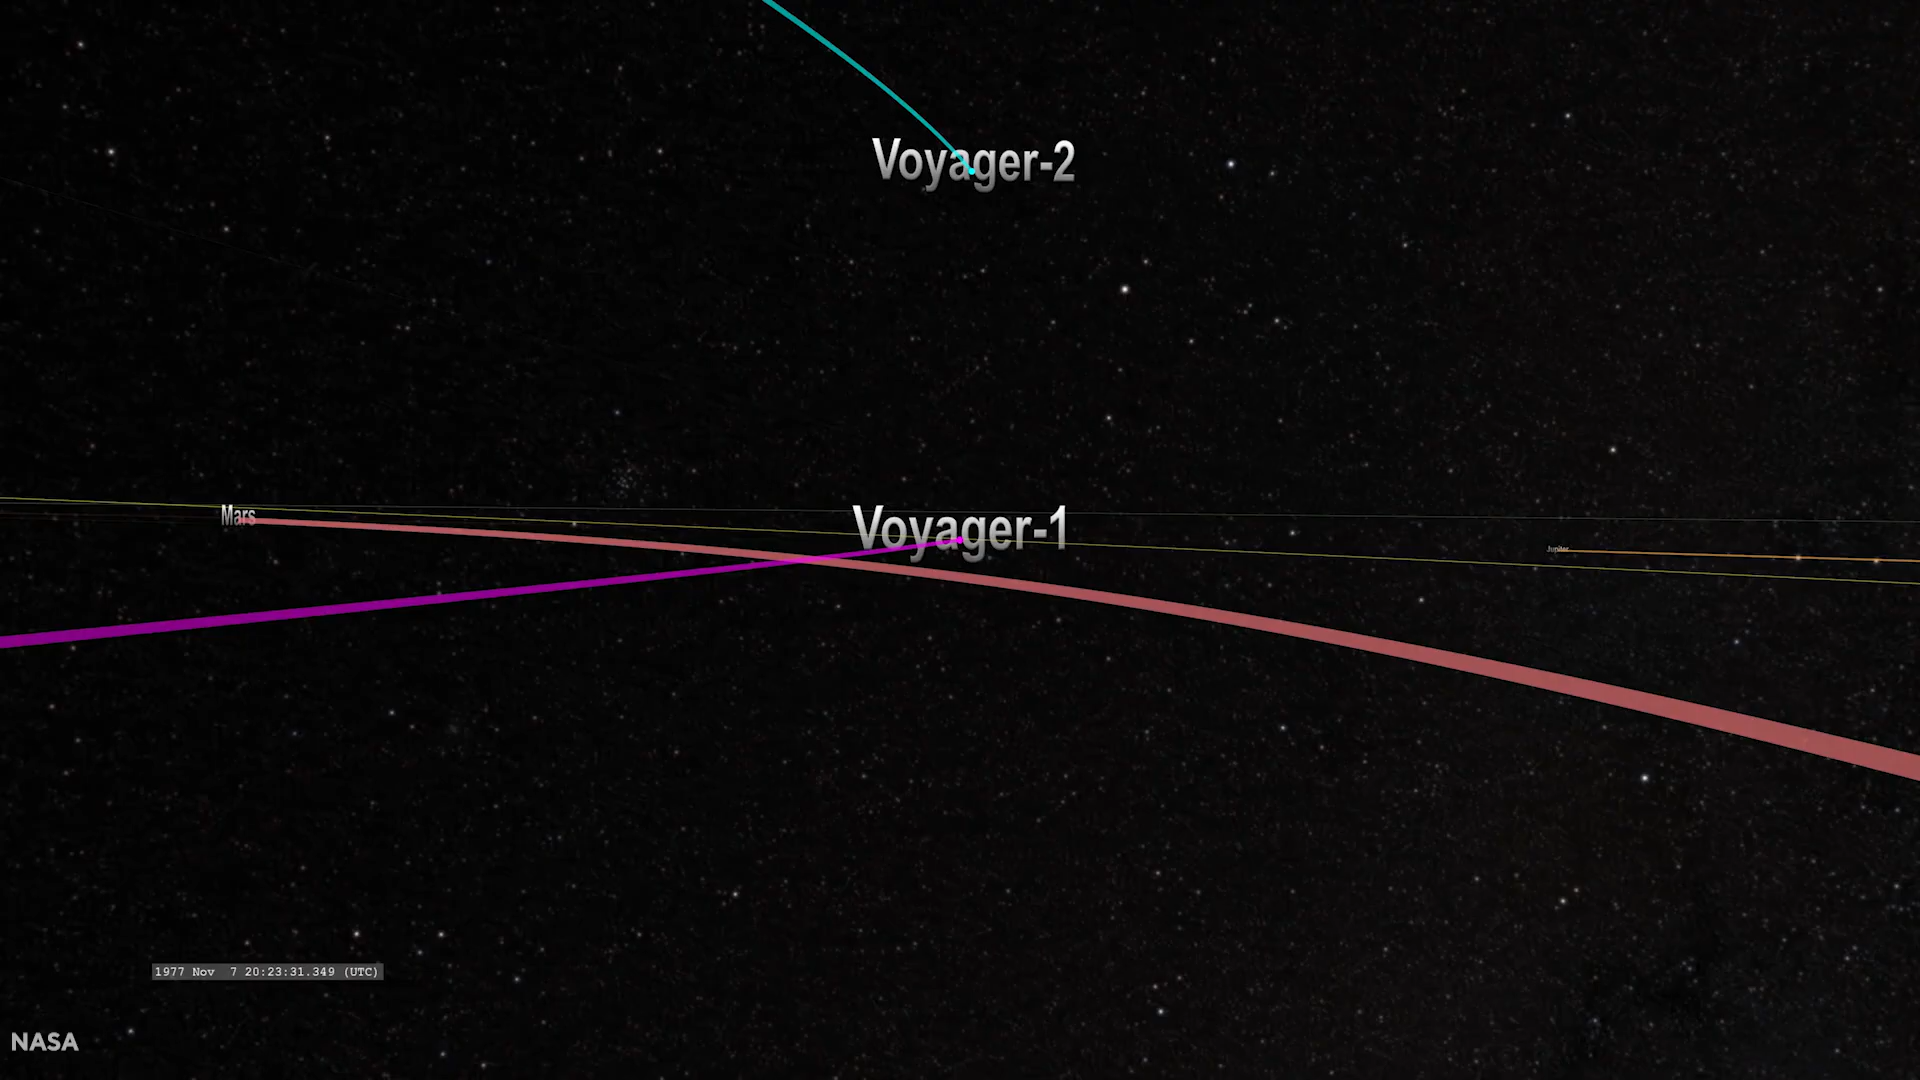 Voyager-2
Mars
Voyager-1
Jupiter
1977 Nov  7 20:23:31.349 (UTC)
NASA